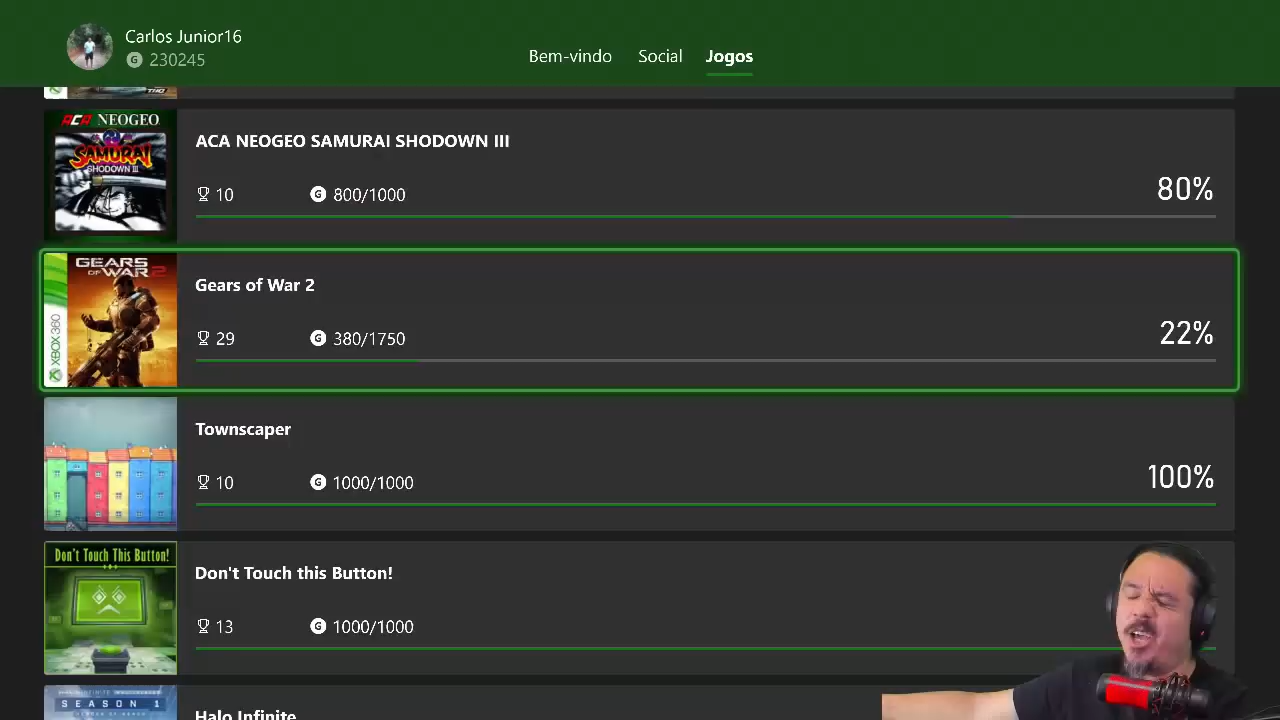 Carlos Junior16
G 230245
Bem-vindo Social Jogos
THQ
ACA NEOGEO
SAMURAI
SHODOWN III
ACA NEOGEO SAMURAI SHODOWN III
10 G 800/1000
80%
XBOX 360
GEARS
OF WAR 2
Gears of War 2
29 G 380/1750
22%
Townscaper
10 G 1000/1000
100%
Don't Touch This Button!
Don't Touch this Button!
13 G 1000/1000
SEASON 1
Halo Infinite